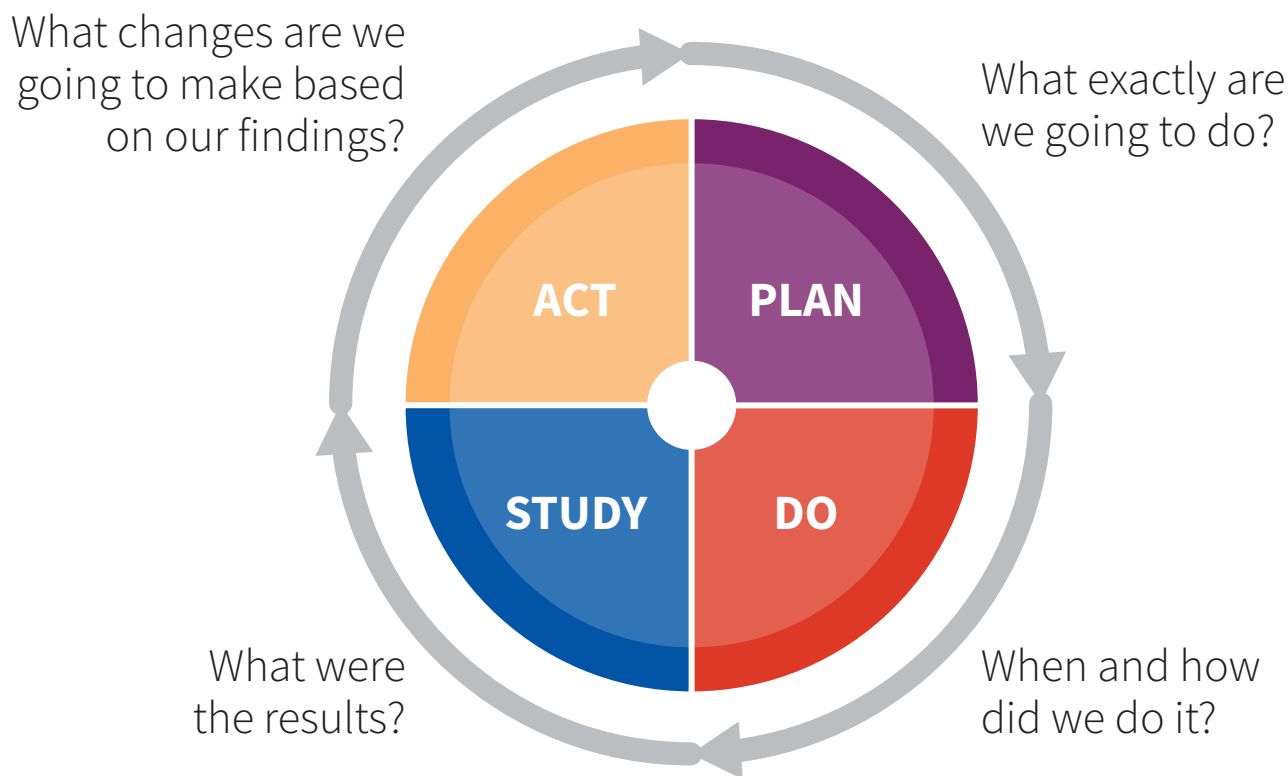 What changes are we
going to make based
on our findings?
What exactly are
we going to do?
ACT
PLAN
STUDY
DO
What were
the results?
When and how
did we do it?